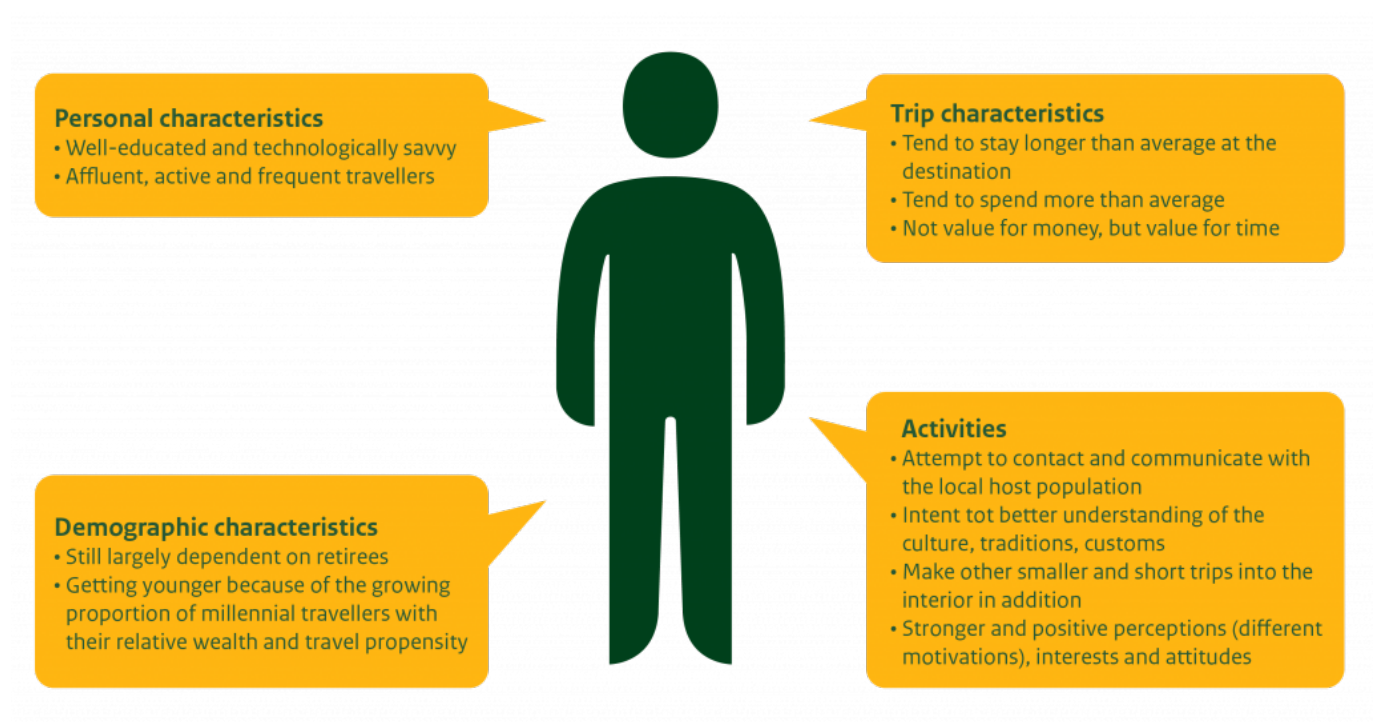 Personal characteristics
• Well-educated and technologically savvy
• Affluent, active and frequent travellers
Trip characteristics
• Tend to stay longer than average at the
destination
• Tend to spend more than average
• Not value for money, but value for time
Demographic characteristics
• Still largely dependent on retirees
• Getting younger because of the growing
proportion of millennial travellers with
their relative wealth and travel propensity
Activities
• Attempt to contact and communicate with
the local host population
• Intent tot better understanding of the
culture, traditions, customs
• Make other smaller and short trips into the
interior in addition
• Stronger and positive perceptions (different
motivations), interests and attitudes